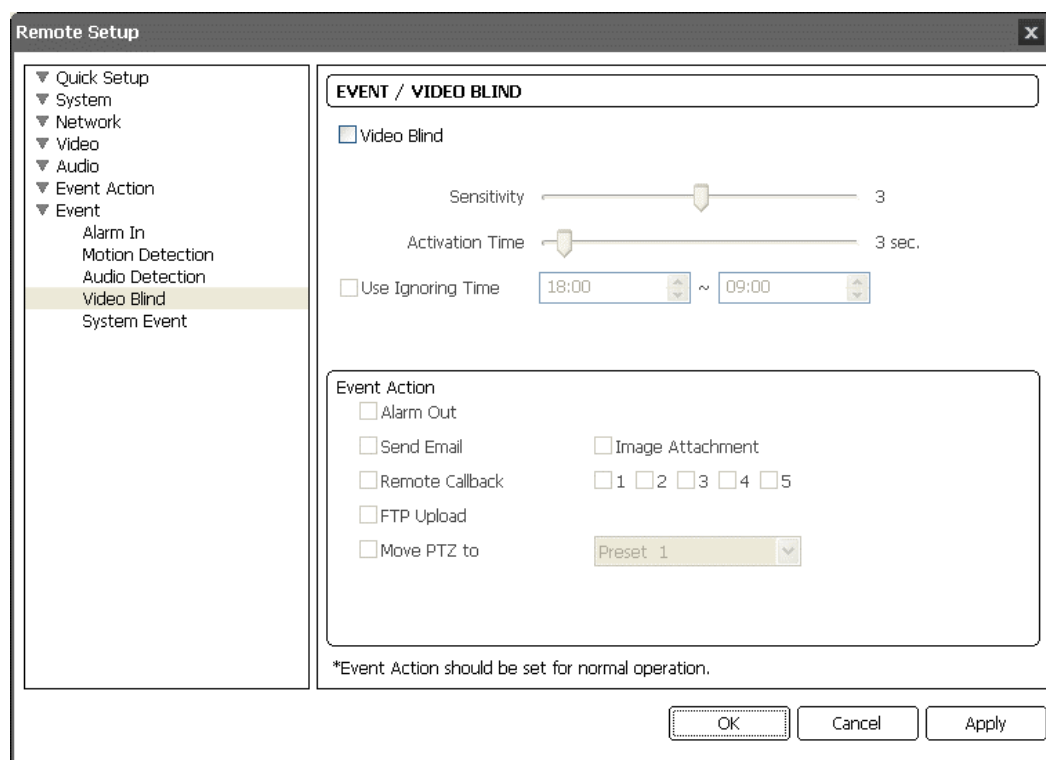 Remote Setup
x
Quick Setup
System
Network
Video
Audio
Event Action
Event
Alarm In
Motion Detection
Audio Detection
Video Blind
System Event
EVENT / VIDEO BLIND
Video Blind
Sensitivity 3
Activation Time 3 sec.
Use Ignoring Time 18:00 ~ 09:00
Event Action
Alarm Out
Send Email Image Attachment
Remote Callback 1 2 3 4 5
FTP Upload
Move PTZ to Preset 1
*Event Action should be set for normal operation.
OK Cancel Apply